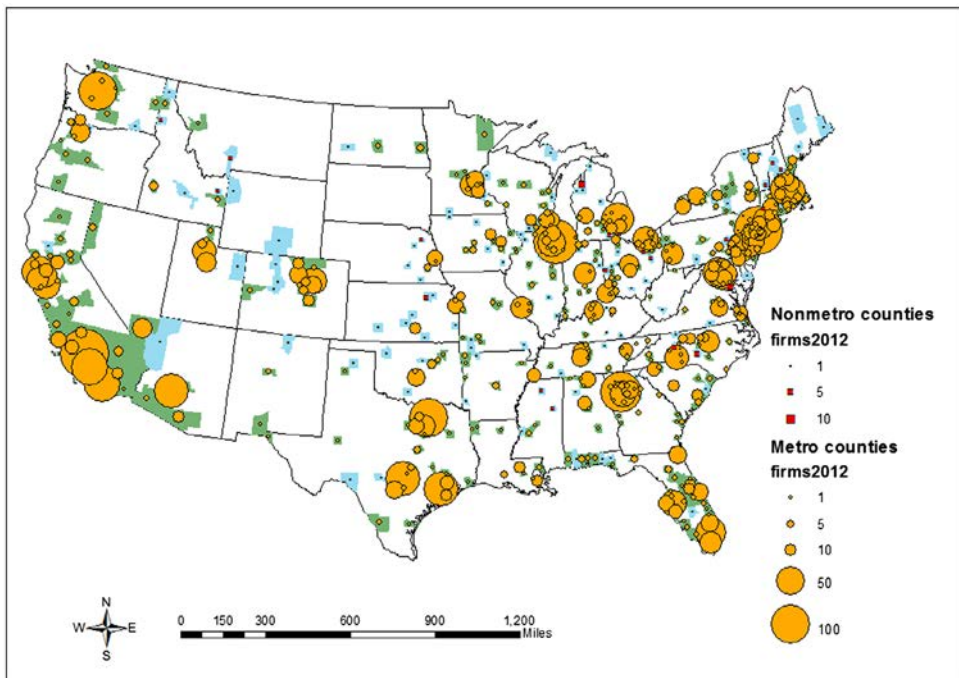 Nonmetro counties
firms2012
1
5
10
Metro counties
firms2012
1
5
10
50
100
N
W E
S
0 150 300 600 900 1,200
Miles